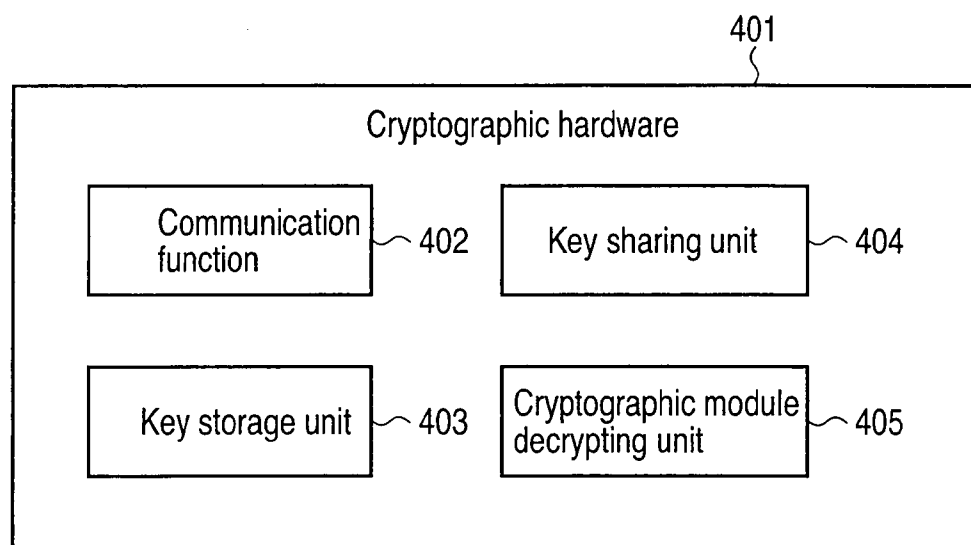 401
Cryptographic hardware
Communication
function
402
Key sharing unit
404
Key storage unit
403
Cryptographic module
decrypting unit
405